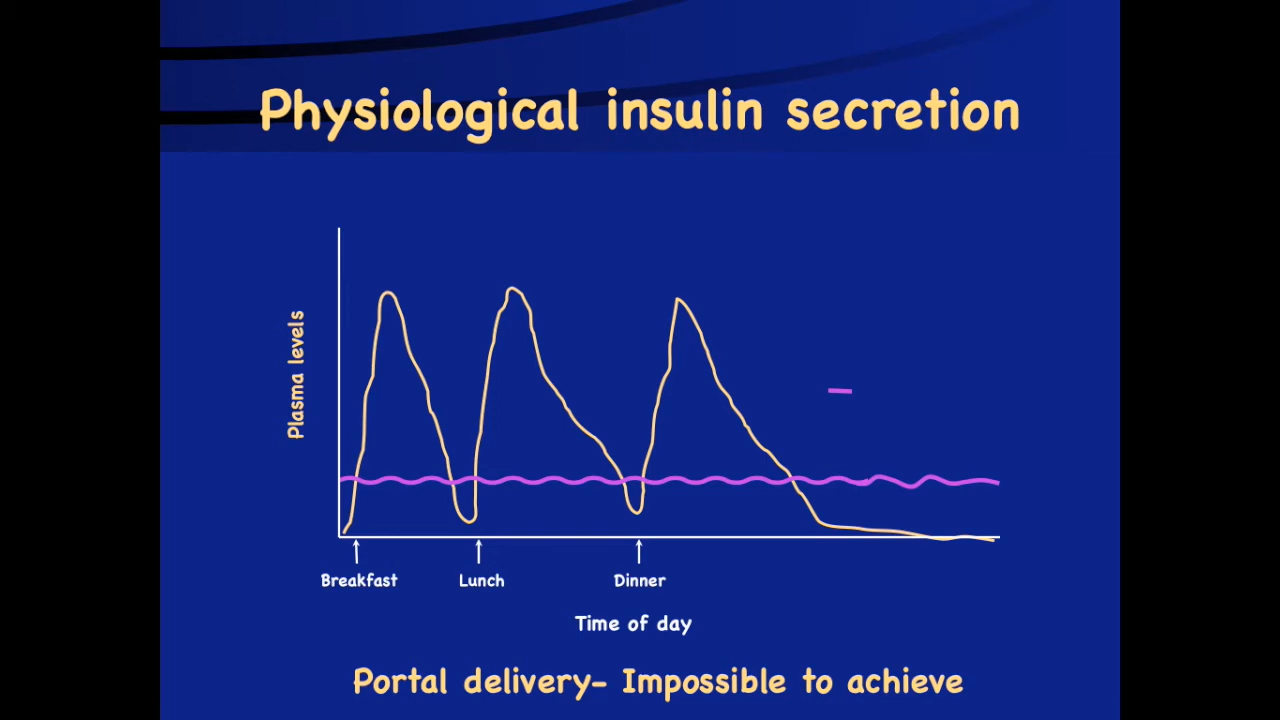 Physiological insulin secretion
Plasma levels
Breakfast
Lunch
Dinner
Time of day
Portal delivery- Impossible to achieve